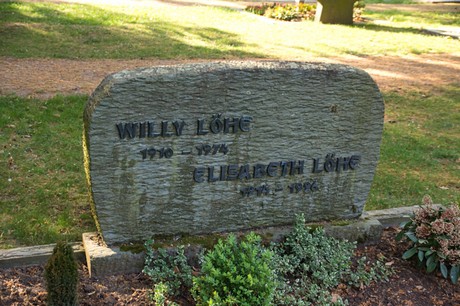 WILLY LÖHE
1910 – 1974
ELISABETH LÖHE